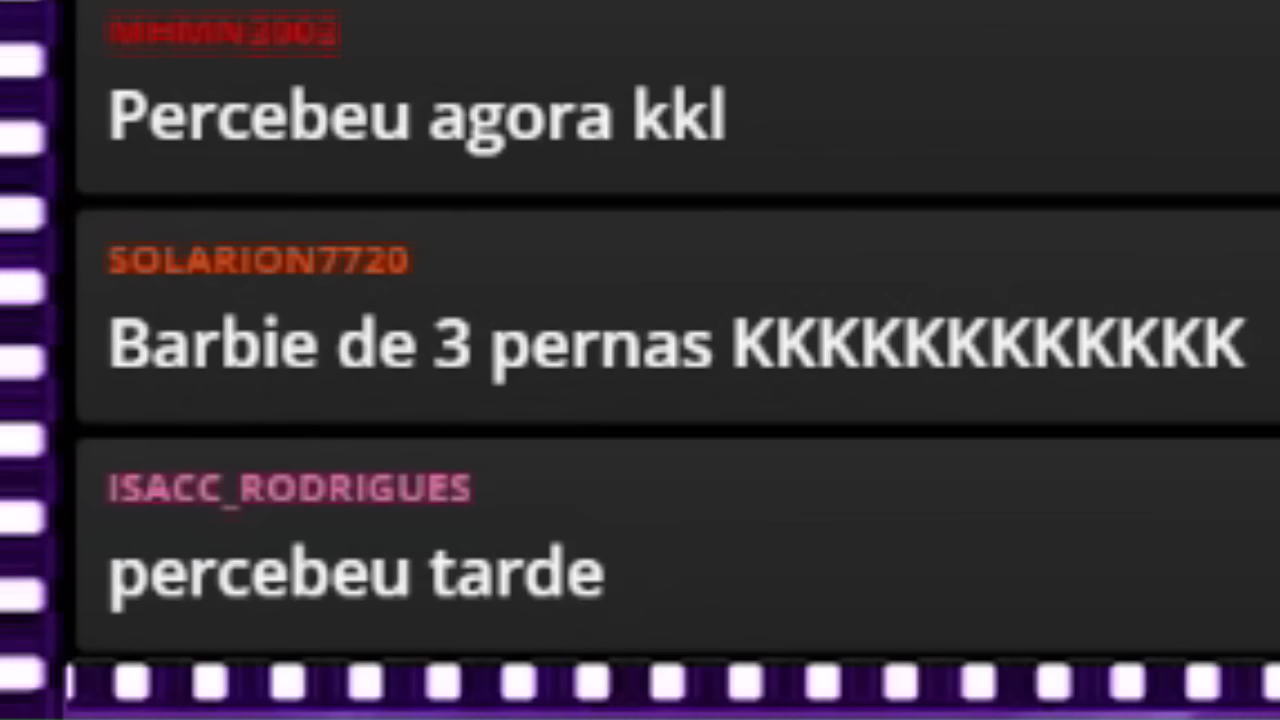 Percebeu agora kkl
SOLARION7720
Barbie de 3 pernas KKKKKKKKKKKK
ISACC_RODRIGUES
percebeu tarde